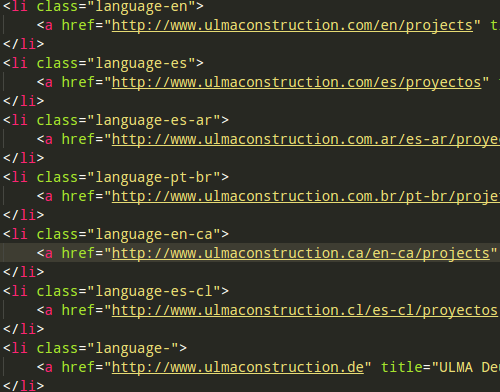 <li class="language-en">
<a href="http://www.ulmaconstruction.com/en/projects" ti
</li>
<li class="language-es">
<a href="http://www.ulmaconstruction.com/es/proyectos"
</li>
<li class="language-es-ar">
<a href="http://www.ulmaconstruction.com.ar/es-ar/proye
</li>
<li class="language-pt-br">
<a href="http://www.ulmaconstruction.com.br/pt-br/proje
</li>
<li class="language-en-ca">
<a href="http://www.ulmaconstruction.ca/en-ca/projects"
</li>
<li class="language-es-cl">
<a href="http://www.ulmaconstruction.cl/es-cl/proyectos
</li>
<li class="language-">
<a href="http://www.ulmaconstruction.de" title="ULMA De
</li>